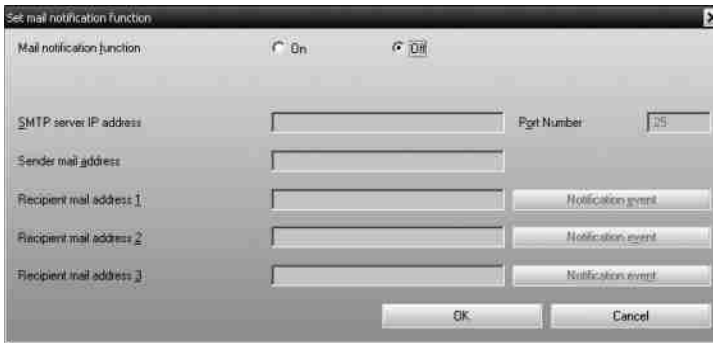 Set mail notification function X
Mail notification function On Off
SMTP server IP address Port Number 25
Sender mail address
Recipient mail address 1 Notification event
Recipient mail address 2 Notification event
Recipient mail address 3 Notification event
OK Cancel